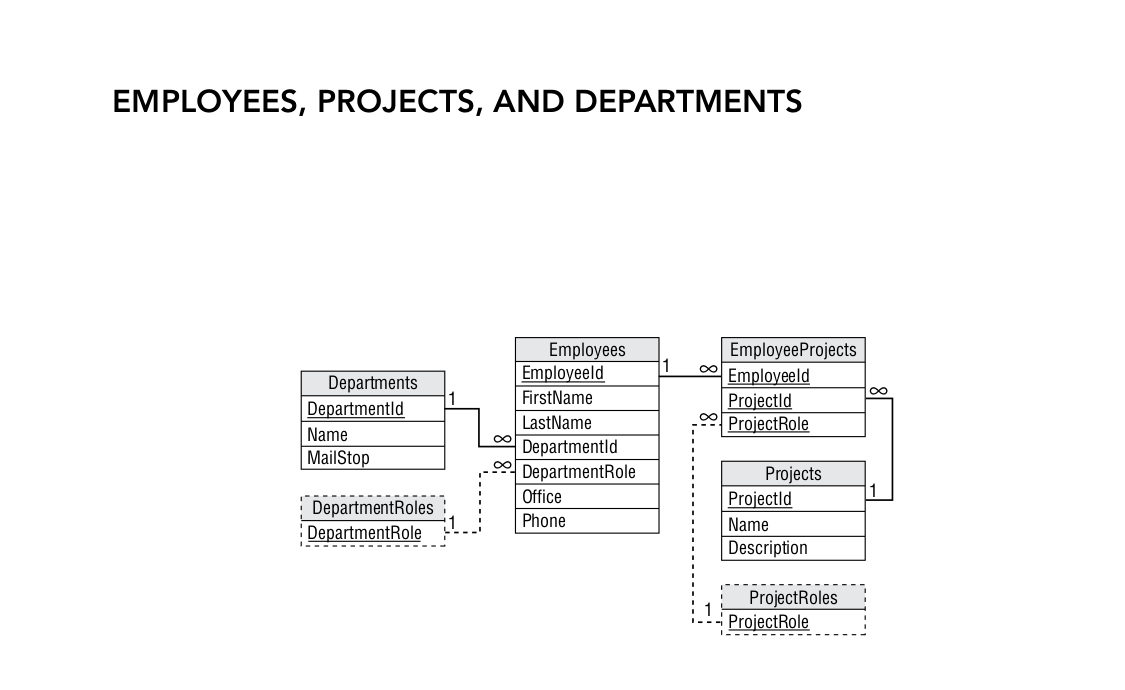 EMPLOYEES, PROJECTS, AND DEPARTMENTS
Departments
DepartmentId
Name
MailStop
DepartmentRoles
DepartmentRole
1
∞
∞
1
Employees
EmployeeId
FirstName
LastName
DepartmentId
DepartmentRole
Office
Phone
1
∞
∞
EmployeeProjects
EmployeeId
ProjectId
ProjectRole
∞
Projects
ProjectId
Name
Description
1
ProjectRoles
ProjectRole
1